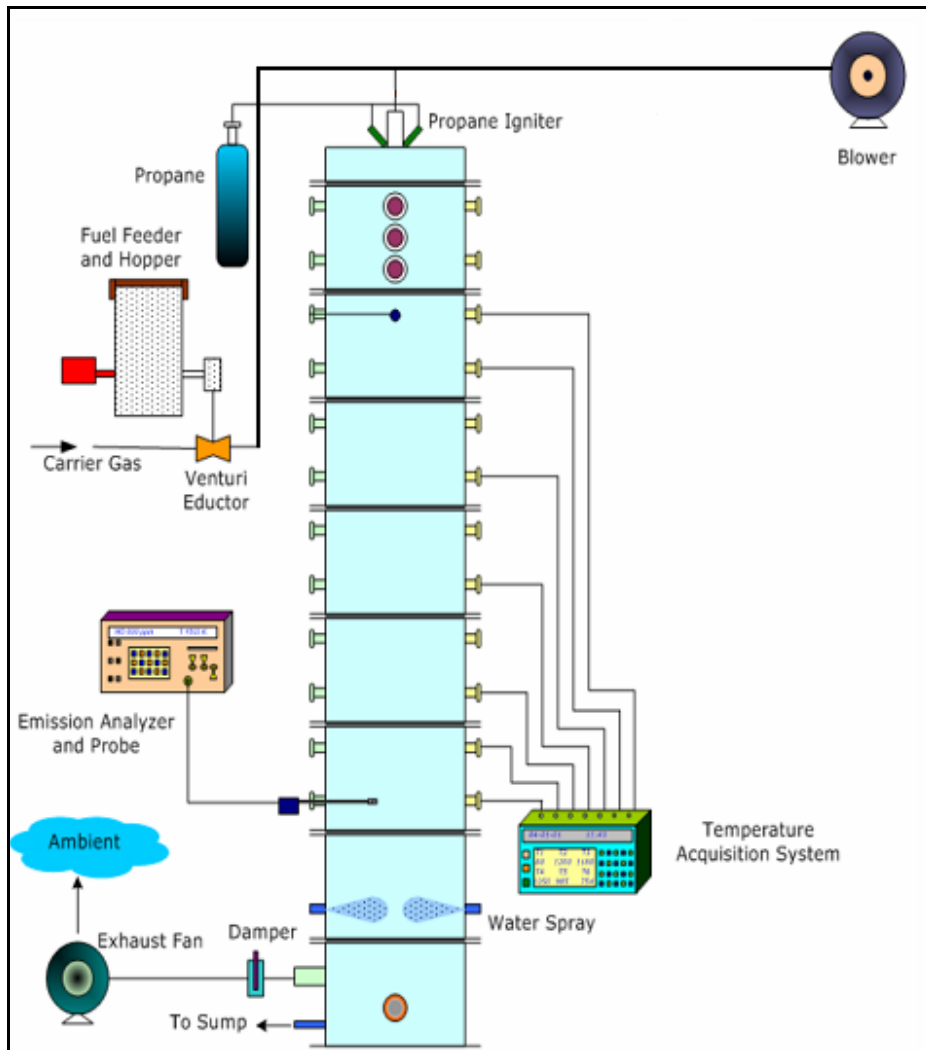 Propane Igniter
Blower
Propane
Fuel Feeder
and Hopper
Carrier Gas
Venturi
Eductor
Emission Analyzer
and Probe
Temperature
Acquisition System
Ambient
Water Spray
Exhaust Fan
Damper
To Sump